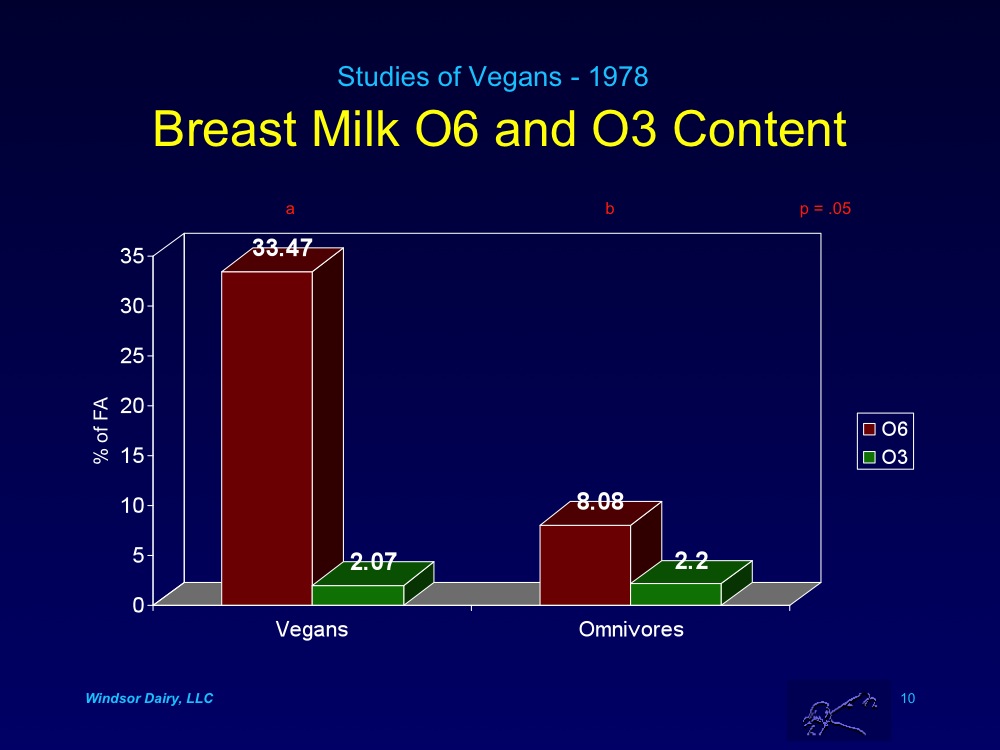 Studies of Vegans - 1978
Breast Milk O6 and O3 Content
a b p = .05
33.47
35
30
25
20
15
10
5
0
% of FA
8.08
2.07
2.2
O6
O3
Vegans Omnivores
Windsor Dairy, LLC 10